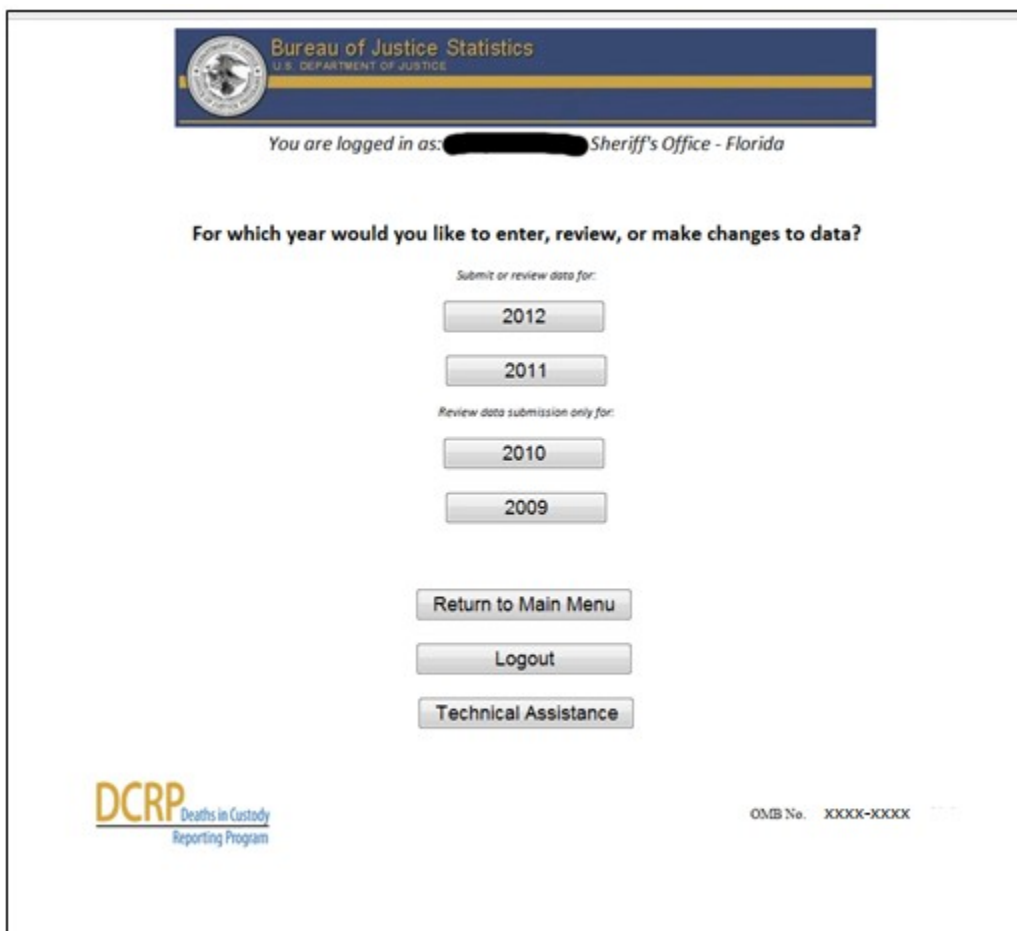 Bureau of Justice Statistics
U.S. DEPARTMENT OF JUSTICE
You are logged in as: Sheriff's Office - Florida
For which year would you like to enter, review, or make changes to data?
Submit or review data for:
2012
2011
Review data submission only for:
2010
2009
Return to Main Menu
Logout
Technical Assistance
DCRP Deaths in Custody
Reporting Program
OMB No. XXXX-XXXX